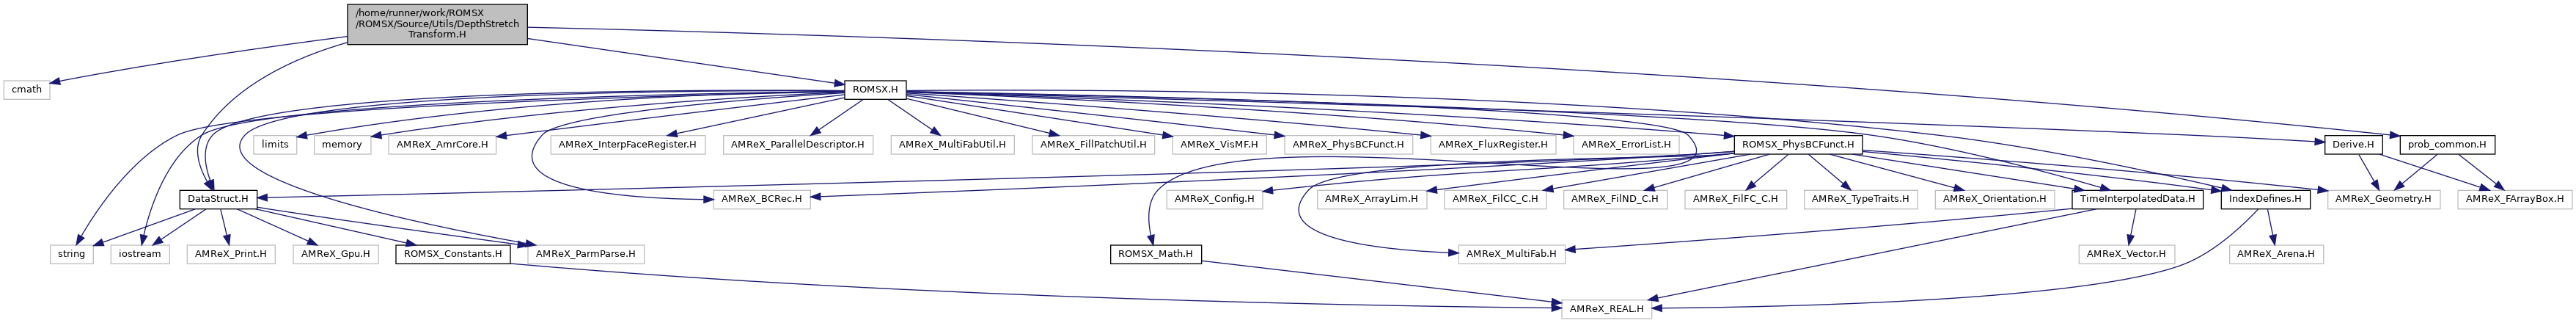 /home/runner/work/ROMSX
/ROMSX/Source/Utils/DepthStretch
Transform.H
cmath
ROMSX.H
limits
memory
AMReX_AmrCore.H
AMReX_InterpFaceRegister.H
AMReX_ParallelDescriptor.H
AMReX_MultiFabUtil.H
AMReX_FillPatchUtil.H
AMReX_VisMF.H
AMReX_PhysBCFunct.H
AMReX_FluxRegister.H
AMReX_ErrorList.H
ROMSX_PhysBCFunct.H
Derive.H
prob_common.H
DataStruct.H
AMReX_BCRec.H
AMReX_Config.H
AMReX_ArrayLim.H
AMReX_FilCC_C.H
AMReX_FilND_C.H
AMReX_FilFC_C.H
AMReX_TypeTraits.H
AMReX_Orientation.H
TimeInterpolatedData.H
IndexDefines.H
AMReX_Geometry.H
AMReX_FArrayBox.H
string
iostream
AMReX_Print.H
AMReX_Gpu.H
ROMSX_Constants.H
AMReX_ParmParse.H
ROMSX_Math.H
AMReX_MultiFab.H
AMReX_Vector.H
AMReX_Arena.H
AMReX_REAL.H